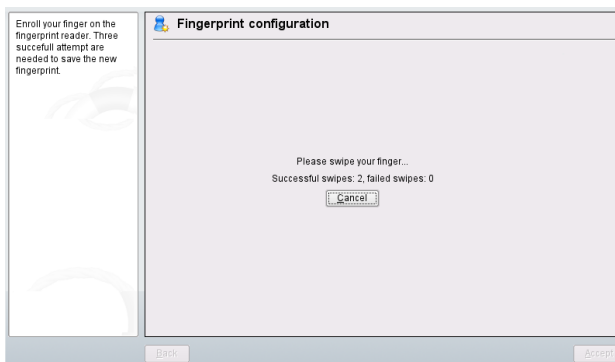 Enroll your finger on the
fingerprint reader. Three
succefull attempt are
needed to save the new
fingerprint.
Fingerprint configuration
Please swipe your finger...
Successful swipes: 2, failed swipes: 0
Cancel
Back
Accept